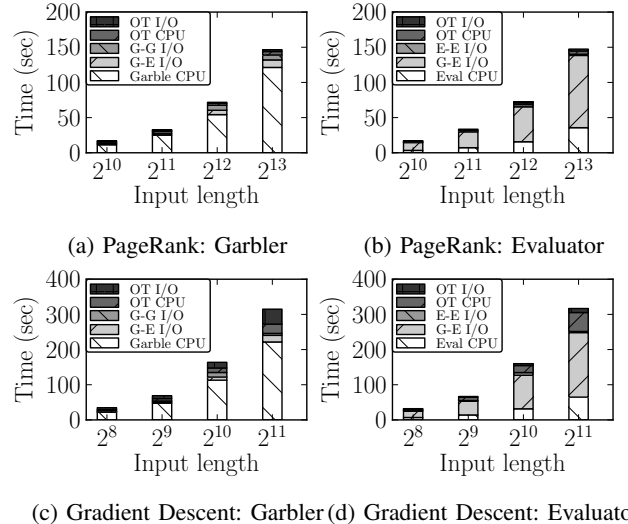 200
150
100
50
0
Time (sec)
OT I/O
OT CPU
G-G I/O
G-E I/O
Garble CPU
2^10 2^11 2^12 2^13
Input length
(a) PageRank: Garbler
200
150
100
50
0
Time (sec)
OT I/O
OT CPU
E-E I/O
G-E I/O
Eval CPU
2^10 2^11 2^12 2^13
Input length
(b) PageRank: Evaluator
400
300
200
100
0
Time (sec)
OT I/O
OT CPU
G-G I/O
G-E I/O
Garble CPU
2^8 2^9 2^10 2^11
Input length
(c) Gradient Descent: Garbler
400
300
200
100
0
Time (sec)
OT I/O
OT CPU
E-E I/O
G-E I/O
Eval CPU
2^8 2^9 2^10 2^11
Input length
(d) Gradient Descent: Evaluato